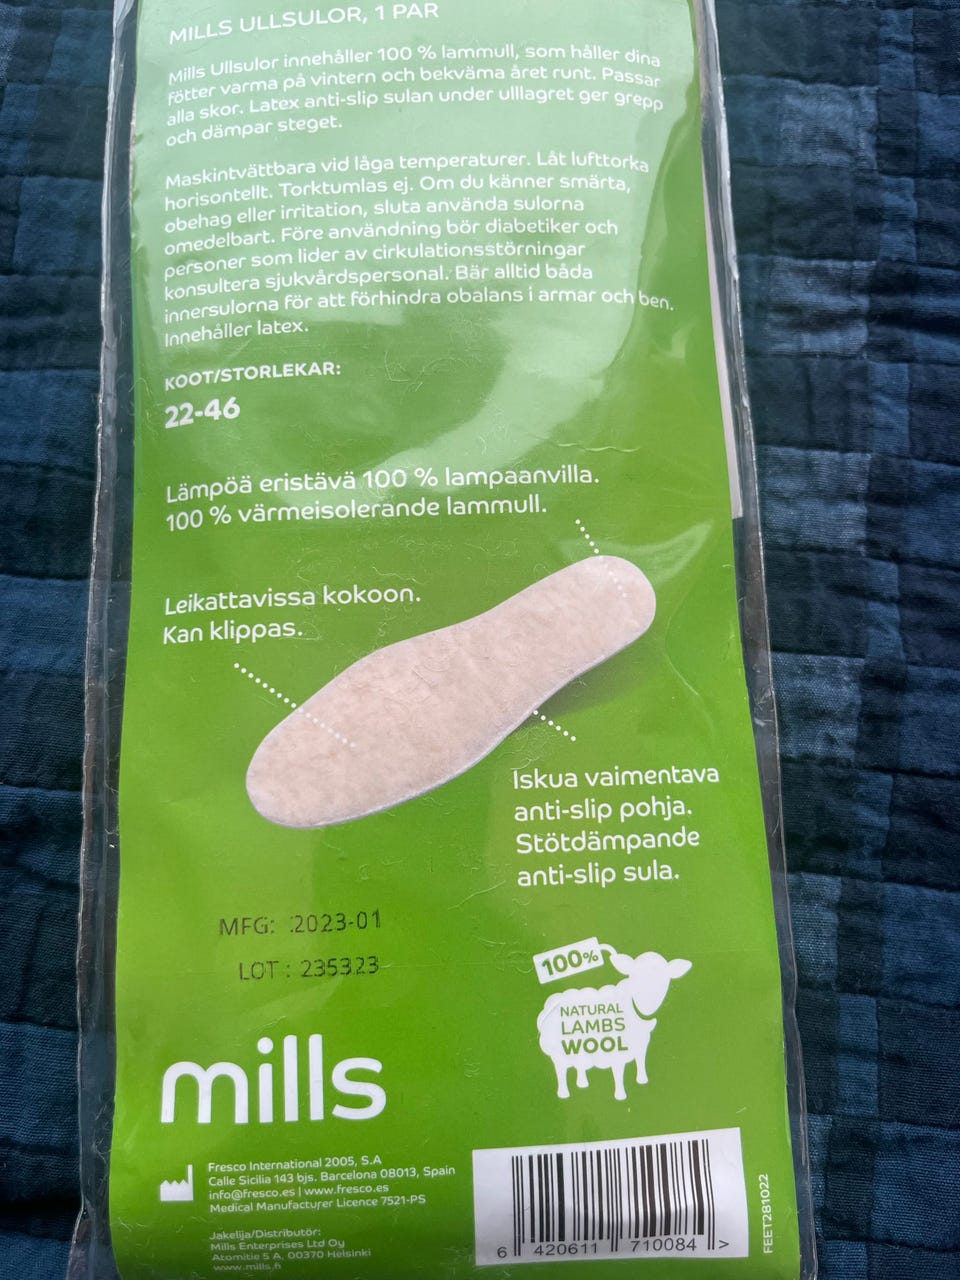 MILLS ULLSULOR, 1 PAR
Mills Ullsulor innehåller 100 % lammull, som håller dina
fötter varma på vintern och bekväma året runt. Passar
alla skor. Latex anti-slip sulan under ulllagret ger grepp
och dämpar steget.
Maskintvättbara vid låga temperaturer. Låt lufttorka
horisontellt. Torktumlas ej. Om du känner smärta,
obehag eller irritation, sluta använda sulorna
omedelbart. Före användning bör diabetiker och
personer som lider av cirkulationsstörningar
konsultera sjukvårdspersonal. Bär alltid båda
innersulorna för att förhindra obalans i armar och ben.
Innehåller latex.
KOOT/STORLEKAR:
22-46
Lämpöä eristävä 100 % lampaanvilla.
100 % värmeisolerande lammull.
Leikattavissa kokoon.
Kan klippas.
Iskua vaimentava
anti-slip pohja.
Stötdämpande
anti-slip sula.
MFG: .2023-01
LOT : 235323
100%
NATURAL
LAMBS
WOOL
mills
Fresco International 2005, S.A
Calle Sicilia 143 bjs. Barcelona 08013, Spain
info@fresco.es | www.fresco.es
Medical Manufacturer Licence 7521-PS
Jakelija/Distributör:
Mills Enterprises Ltd Oy
Atomitie 5 A, 00370 Helsinki
www.mills.fi
6 420611 710084 >
FEET281022